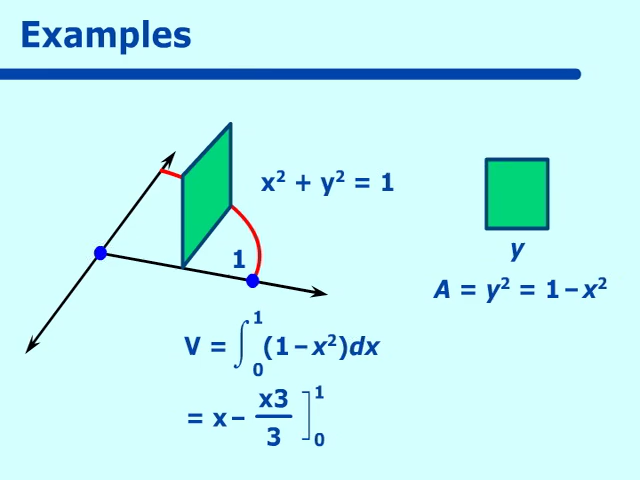 Examples
x² + y² = 1
1
y
A = y² = 1 – x²
V = ∫₀¹ (1 – x²)dx
= x – x3/3 ]₀¹